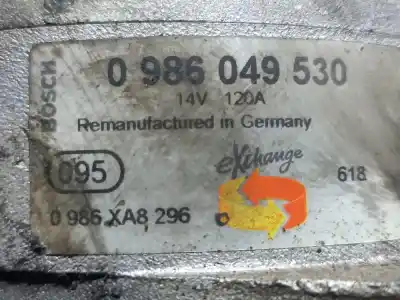 BOSCH
0 986 049 530
14V 120A
Remanufactured in Germany
eXchange
095
618
0 986 XA8 296